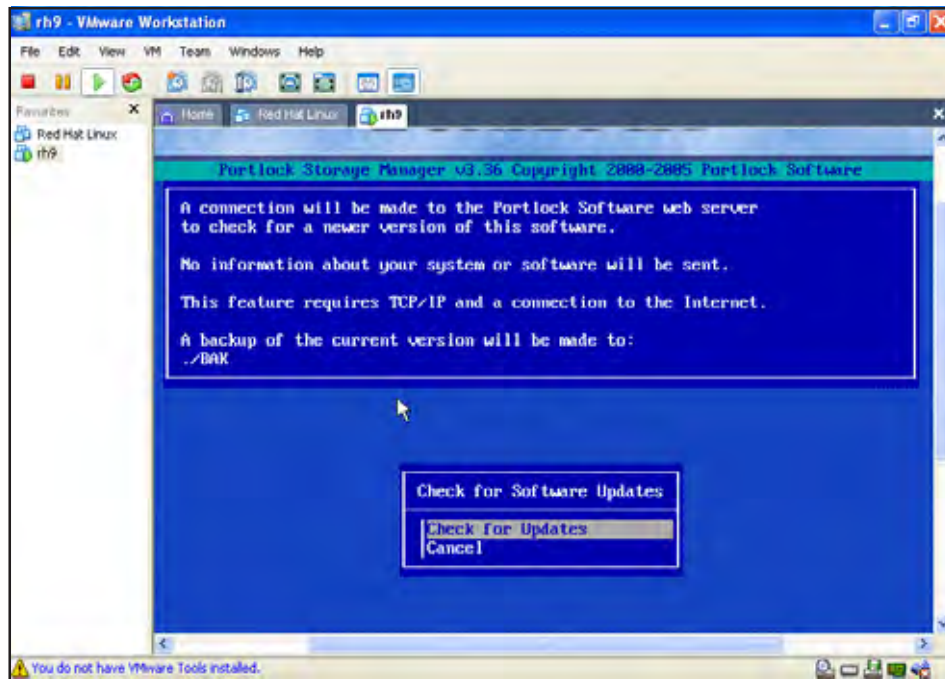 rh9 - VMware Workstation
File Edit View VM Team Windows Help
Favorites
Home Red Hat Linux rh9
Red Hat Linux
rh9
Portlock Storage Manager v3.36 Copyright 2000-2005 Portlock Software
A connection will be made to the Portlock Software web server
to check for a newer version of this software.
No information about your system or software will be sent.
This feature requires TCP/IP and a connection to the Internet.
A backup of the current version will be made to:
./BAK
Check for Software Updates
Check for Updates
Cancel
You do not have VMware Tools installed.